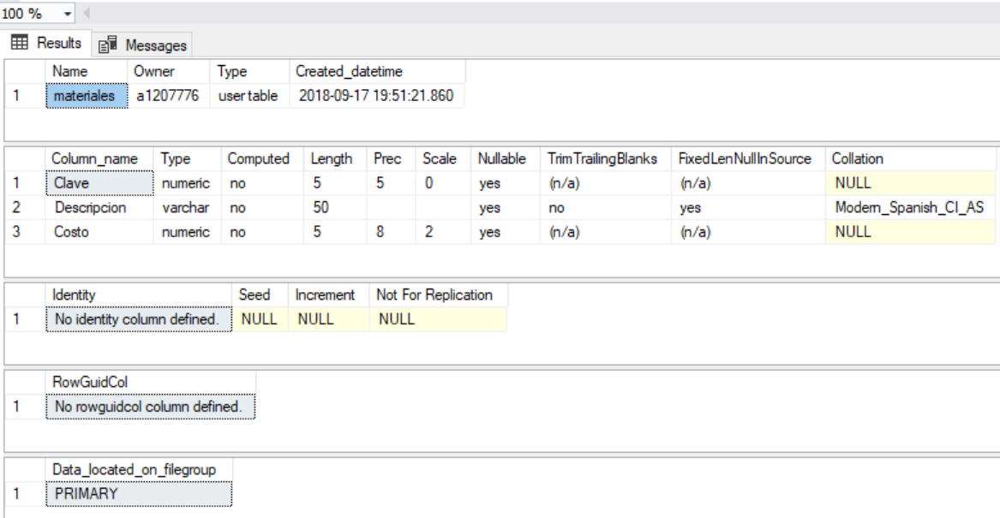 100 %
Results Messages
Name Owner Type Created_datetime
1 materiales a1207776 user table 2018-09-17 19:51:21.860
Column_name Type Computed Length Prec Scale Nullable TrimTrailingBlanks FixedLenNullInSource Collation
1 Clave numeric no 5 5 0 yes (n/a) (n/a) NULL
2 Descripcion varchar no 50 yes no yes Modern_Spanish_CI_AS
3 Costo numeric no 5 8 2 yes (n/a) (n/a) NULL
Identity Seed Increment Not For Replication
1 No identity column defined. NULL NULL NULL
RowGuidCol
1 No rowguidcol column defined.
Data_located_on_filegroup
1 PRIMARY